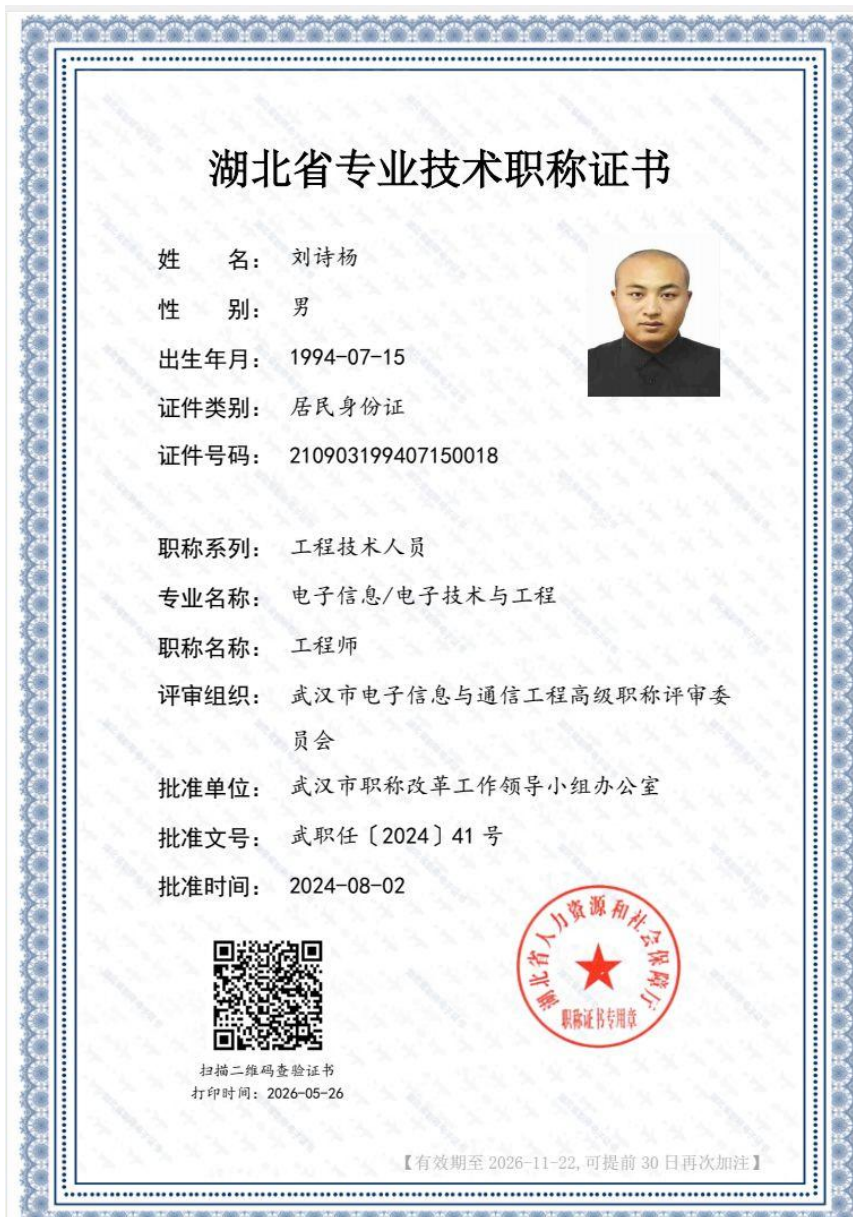 湖北省专业技术职称证书
姓 名： 刘诗杨
性 别： 男
出生年月： 1994-07-15
证件类别： 居民身份证
证件号码： 210903199407150018
职称系列： 工程技术人员
专业名称： 电子信息/电子技术与工程
职称名称： 工程师
评审组织： 武汉市电子信息与通信工程高级职称评审委
员会
批准单位： 武汉市职称改革工作领导小组办公室
批准文号： 武职任〔2024〕41 号
批准时间： 2024-08-02
湖北省人力资源和社会保障厅
职称证书专用章
扫描二维码查验证书
打印时间：2026-05-26
【有效期至 2026-11-22,可提前 30 日再次加注】